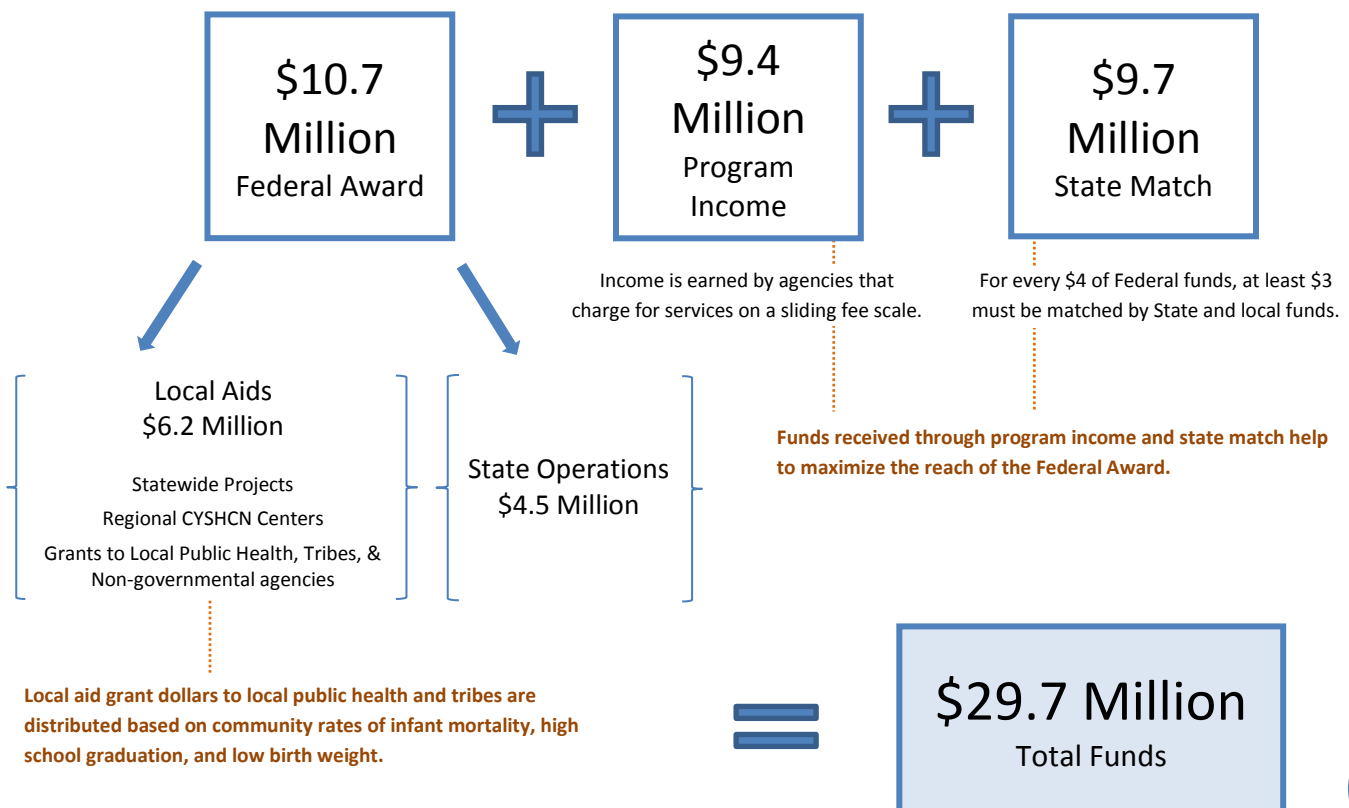 $10.7
Million
Federal Award
$9.4
Million
Program
Income
$9.7
Million
State Match
Income is earned by agencies that
charge for services on a sliding fee scale.
For every $4 of Federal funds, at least $3
must be matched by State and local funds.
Local Aids
$6.2 Million
Statewide Projects
Regional CYSHCN Centers
Grants to Local Public Health, Tribes, &
Non-governmental agencies
State Operations
$4.5 Million
Funds received through program income and state match help
to maximize the reach of the Federal Award.
Local aid grant dollars to local public health and tribes are
distributed based on community rates of infant mortality, high
school graduation, and low birth weight.
$29.7 Million
Total Funds